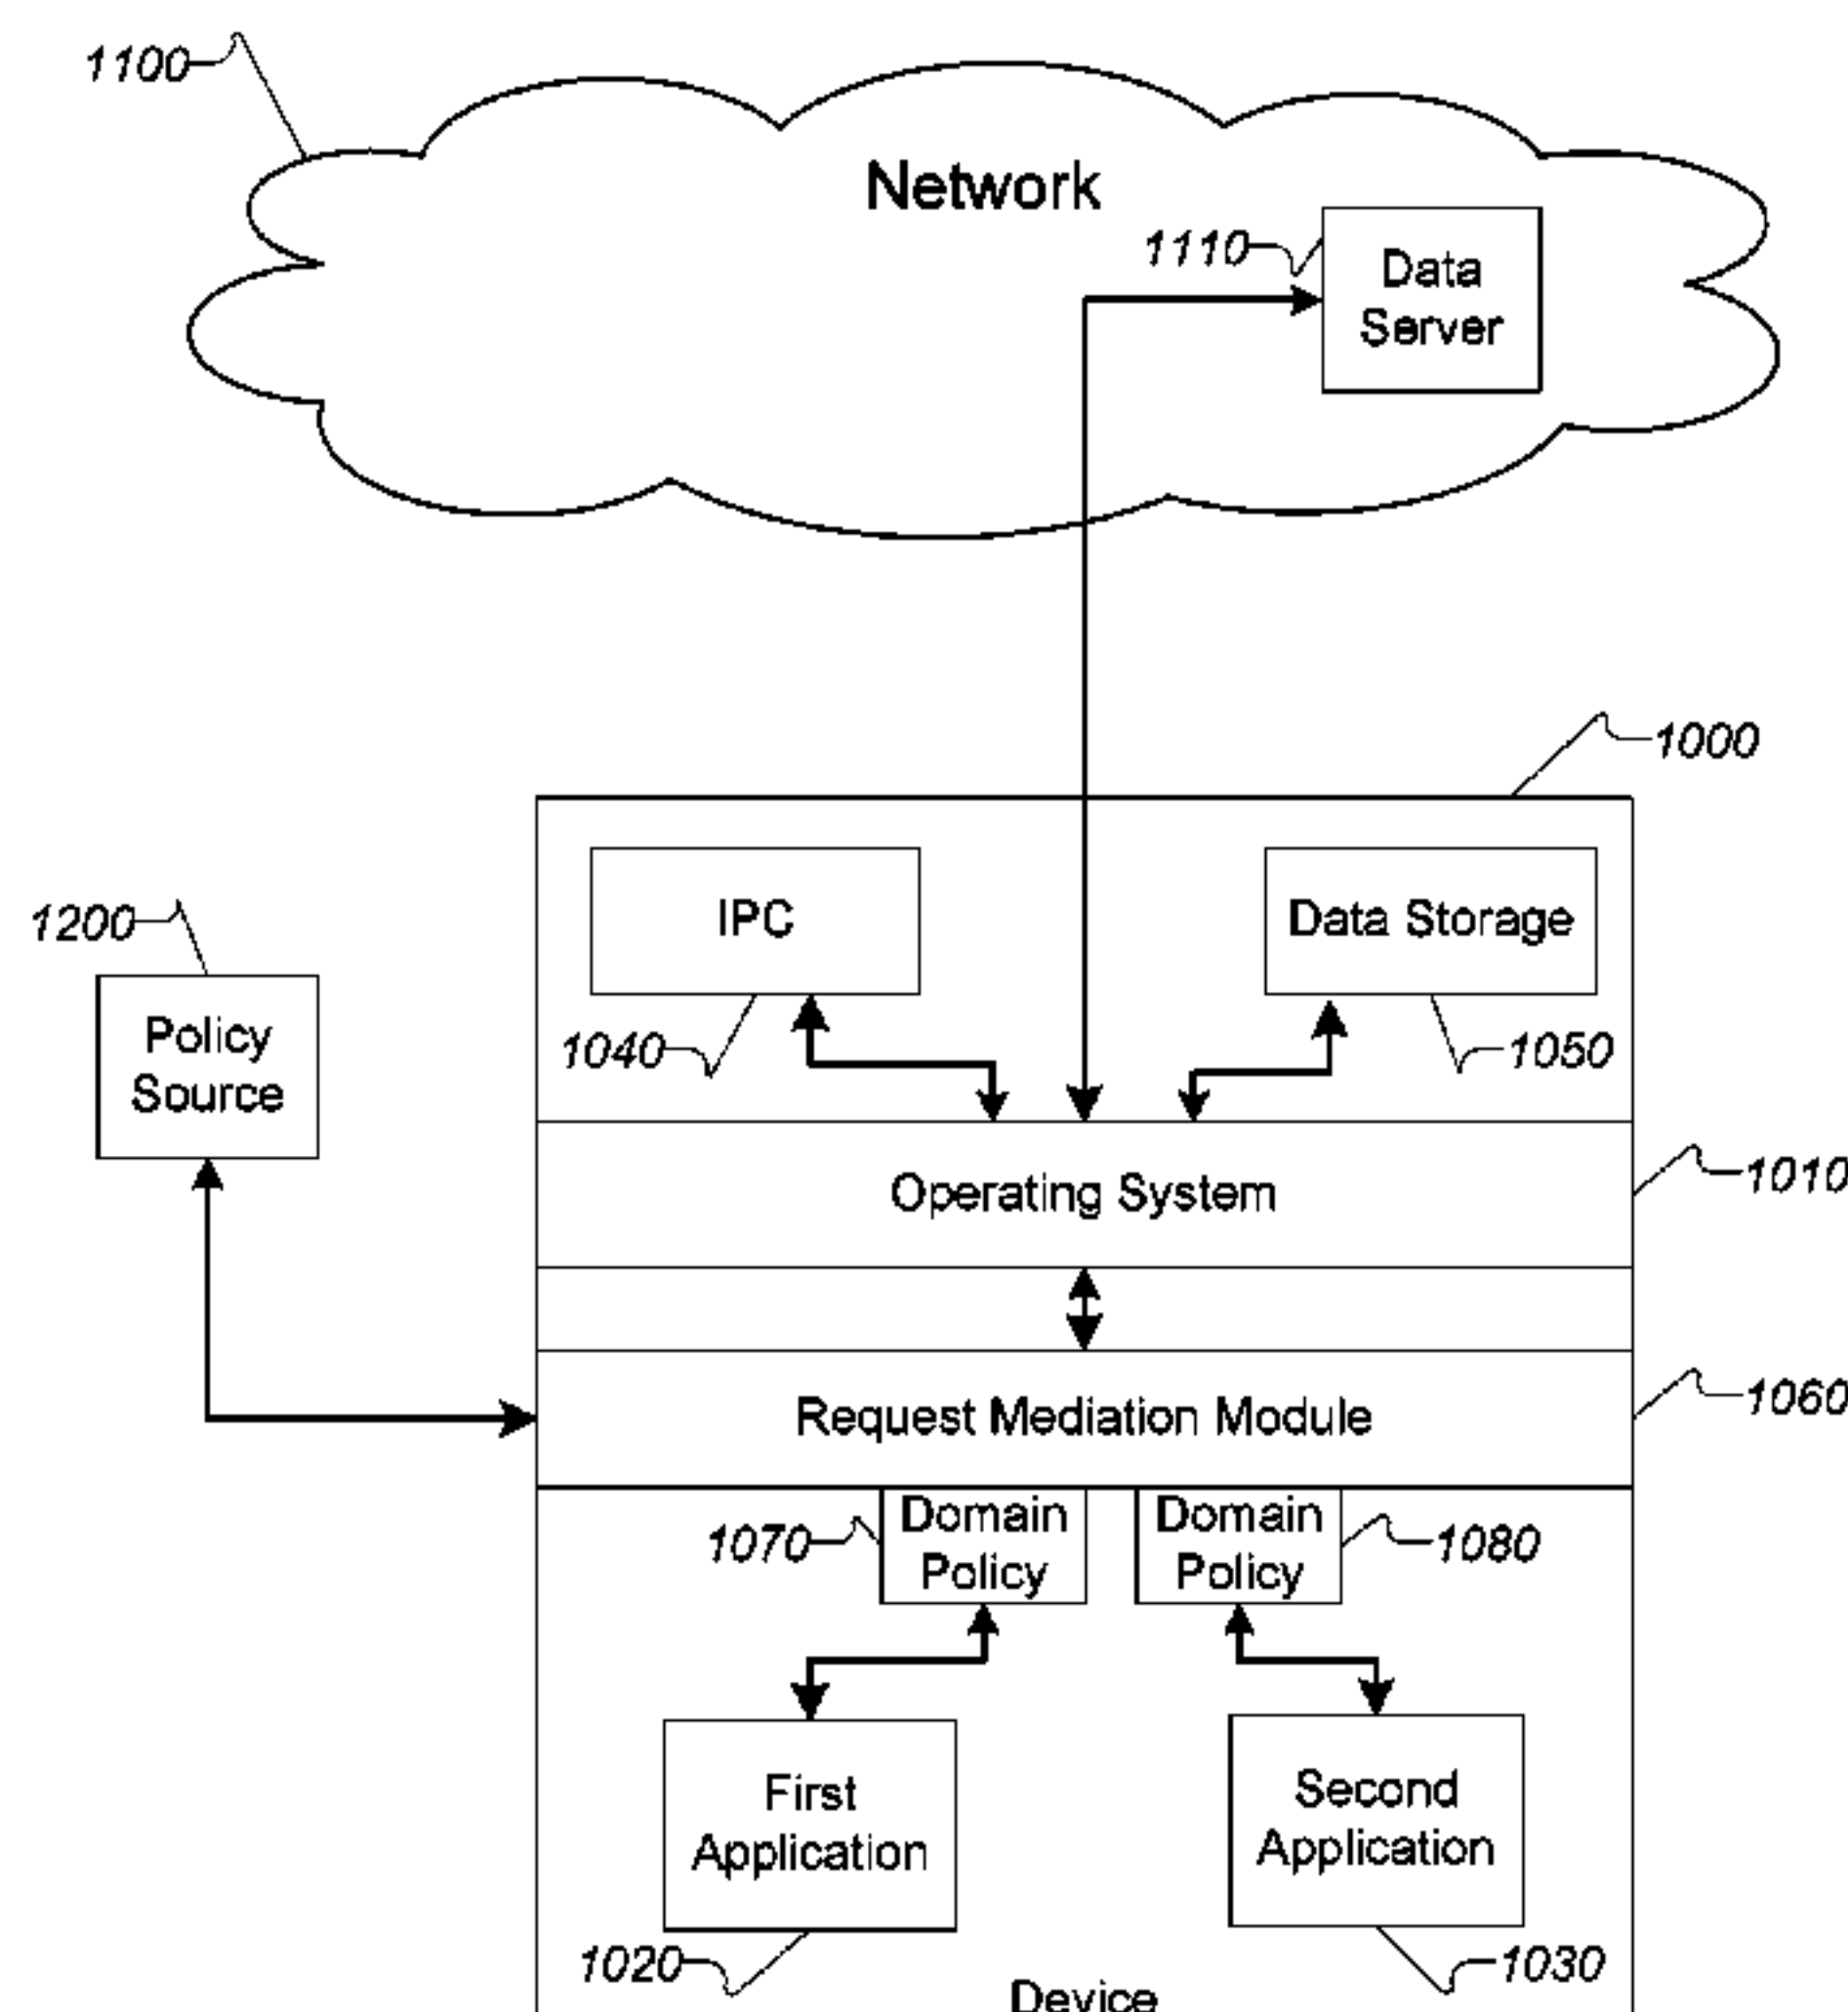 1100
Network
1110
Data
Server
1000
IPC
Data Storage
1200
Policy
Source
1040
1050
Operating System
1010
Request Mediation Module
1060
Domain
Policy
Domain
Policy
1070
1080
First
Application
Second
Application
1020
1030
Device